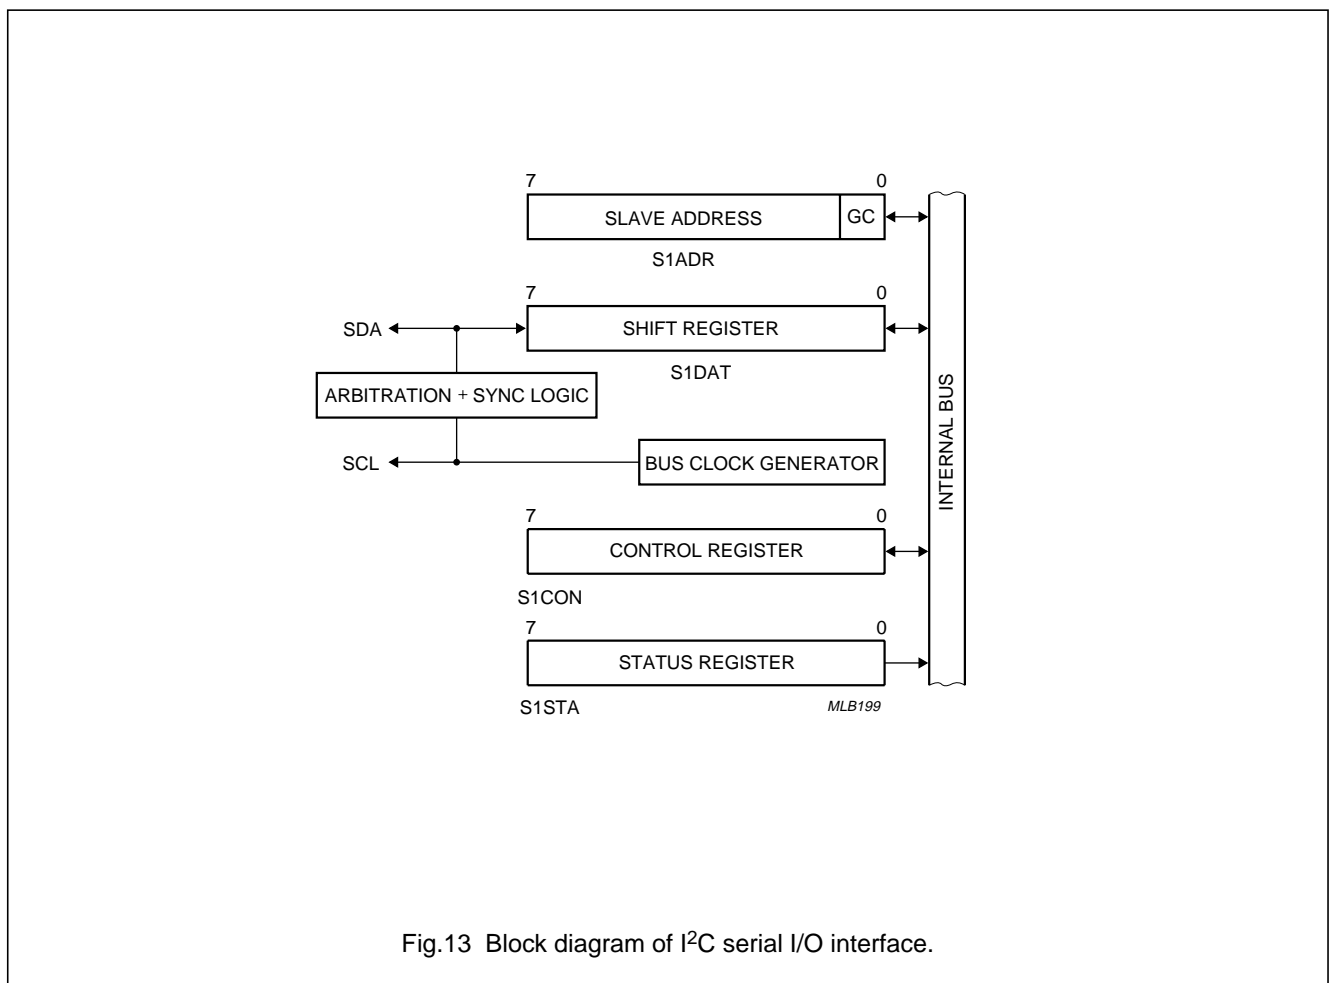 7 0
SLAVE ADDRESS GC
S1ADR
7 0
SDA SHIFT REGISTER
S1DAT
ARBITRATION + SYNC LOGIC
INTERNAL BUS
SCL BUS CLOCK GENERATOR
7 0
CONTROL REGISTER
S1CON
7 0
STATUS REGISTER
S1STA MLB199
Fig.13 Block diagram of I²C serial I/O interface.